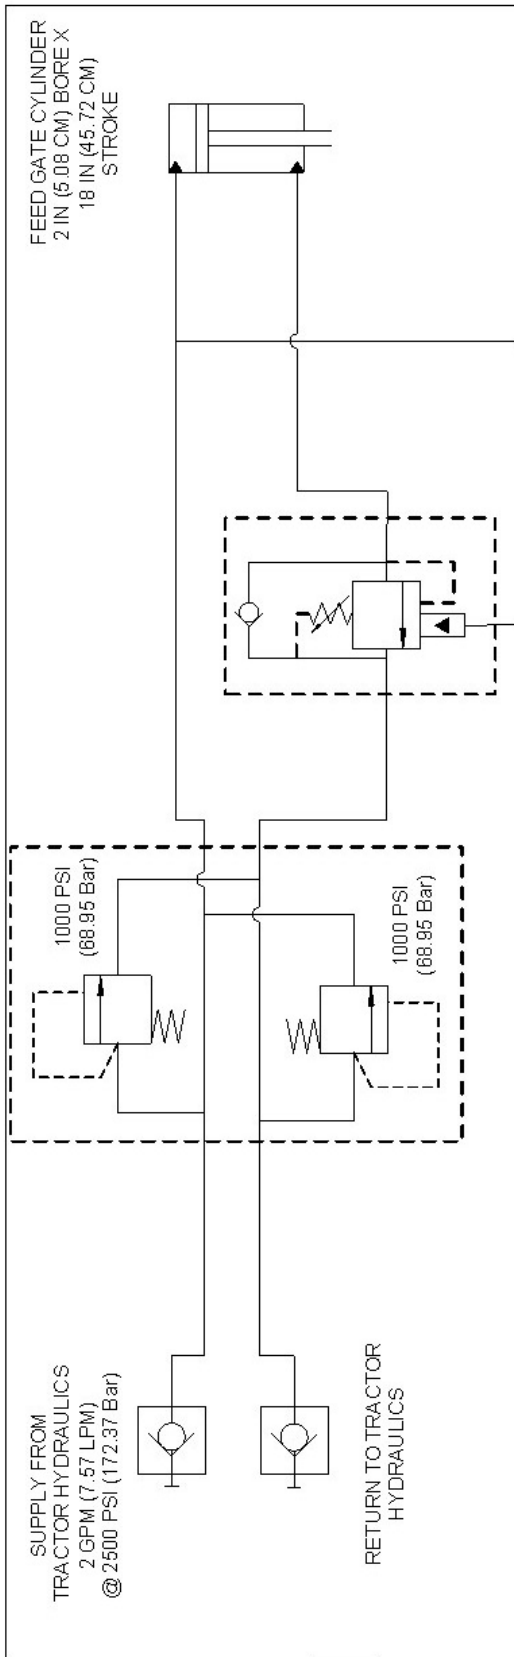 FEED GATE CYLINDER
2 IN (5.08 CM) BORE X
18 IN (45.72 CM)
STROKE
1000 PSI
(68.95 Bar)
1000 PSI
(68.95 Bar)
SUPPLY FROM
TRACTOR HYDRAULICS
2 GPM (7.57 LPM)
@ 2500 PSI (172.37 Bar)
RETURN TO TRACTOR
HYDRAULICS